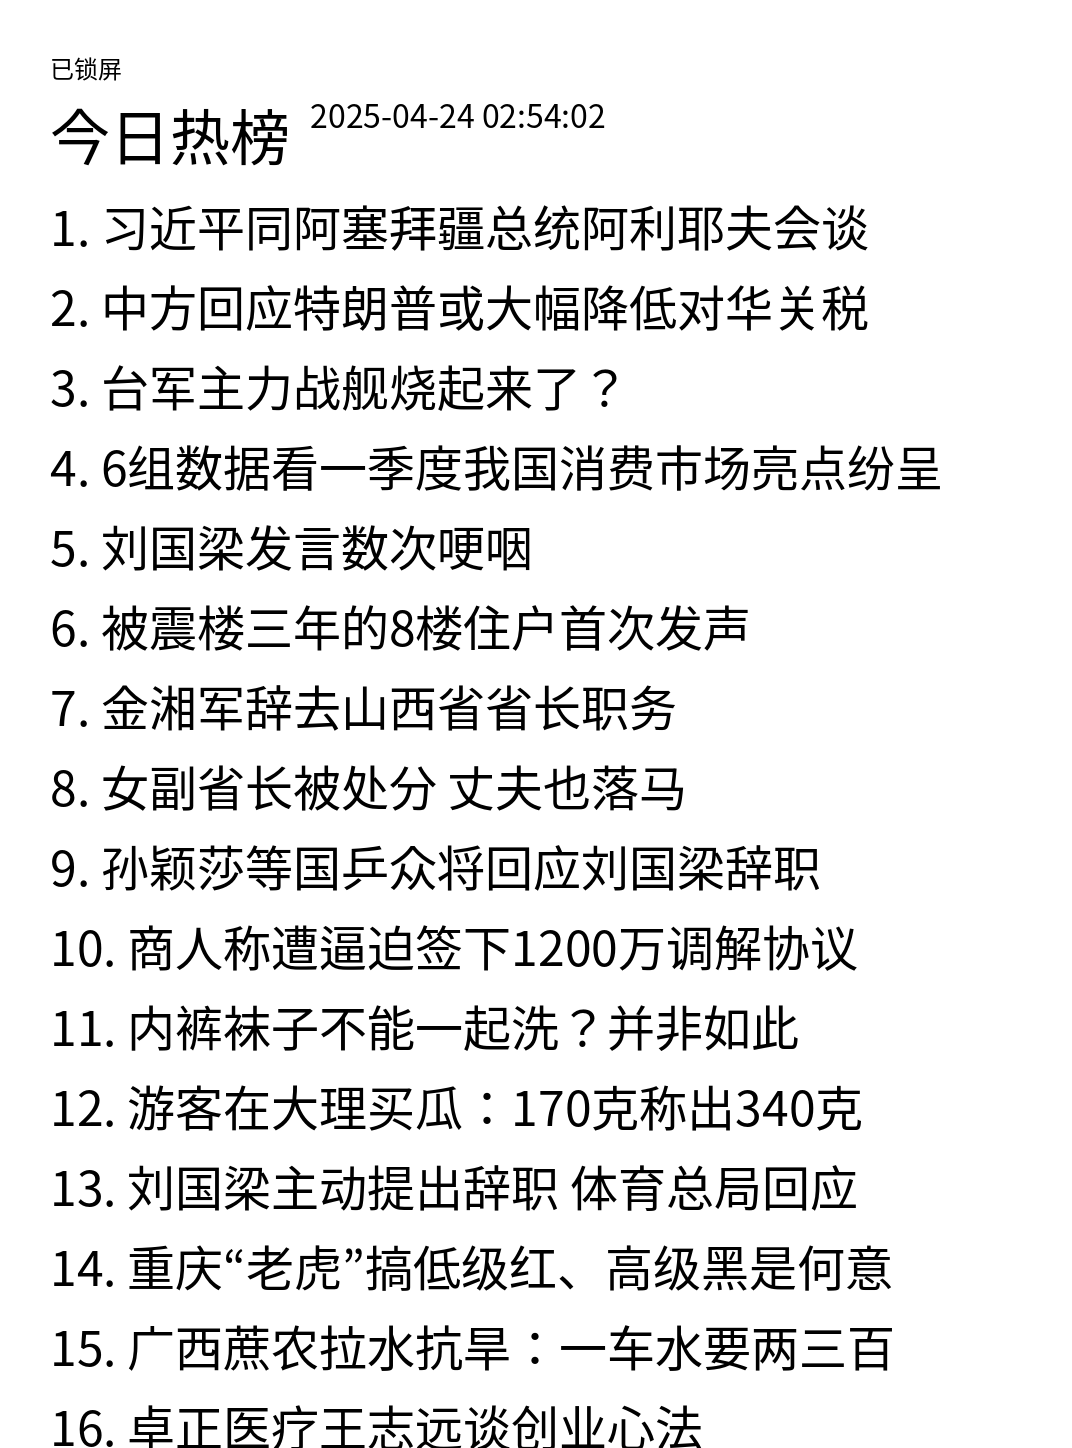 已锁屏
今日热榜 2025-04-24 02:54:02
1. 习近平同阿塞拜疆总统阿利耶夫会谈
2. 中方回应特朗普或大幅降低对华关税
3. 台军主力战舰烧起来了？
4. 6组数据看一季度我国消费市场亮点纷呈
5. 刘国梁发言数次哽咽
6. 被震楼三年的8楼住户首次发声
7. 金湘军辞去山西省省长职务
8. 女副省长被处分 丈夫也落马
9. 孙颖莎等国乒众将回应刘国梁辞职
10. 商人称遭逼迫签下1200万调解协议
11. 内裤袜子不能一起洗？并非如此
12. 游客在大理买瓜：170克称出340克
13. 刘国梁主动提出辞职 体育总局回应
14. 重庆“老虎”搞低级红、高级黑是何意
15. 广西蔗农拉水抗旱：一车水要两三百
16. 卓正医疗王志远谈创业心法